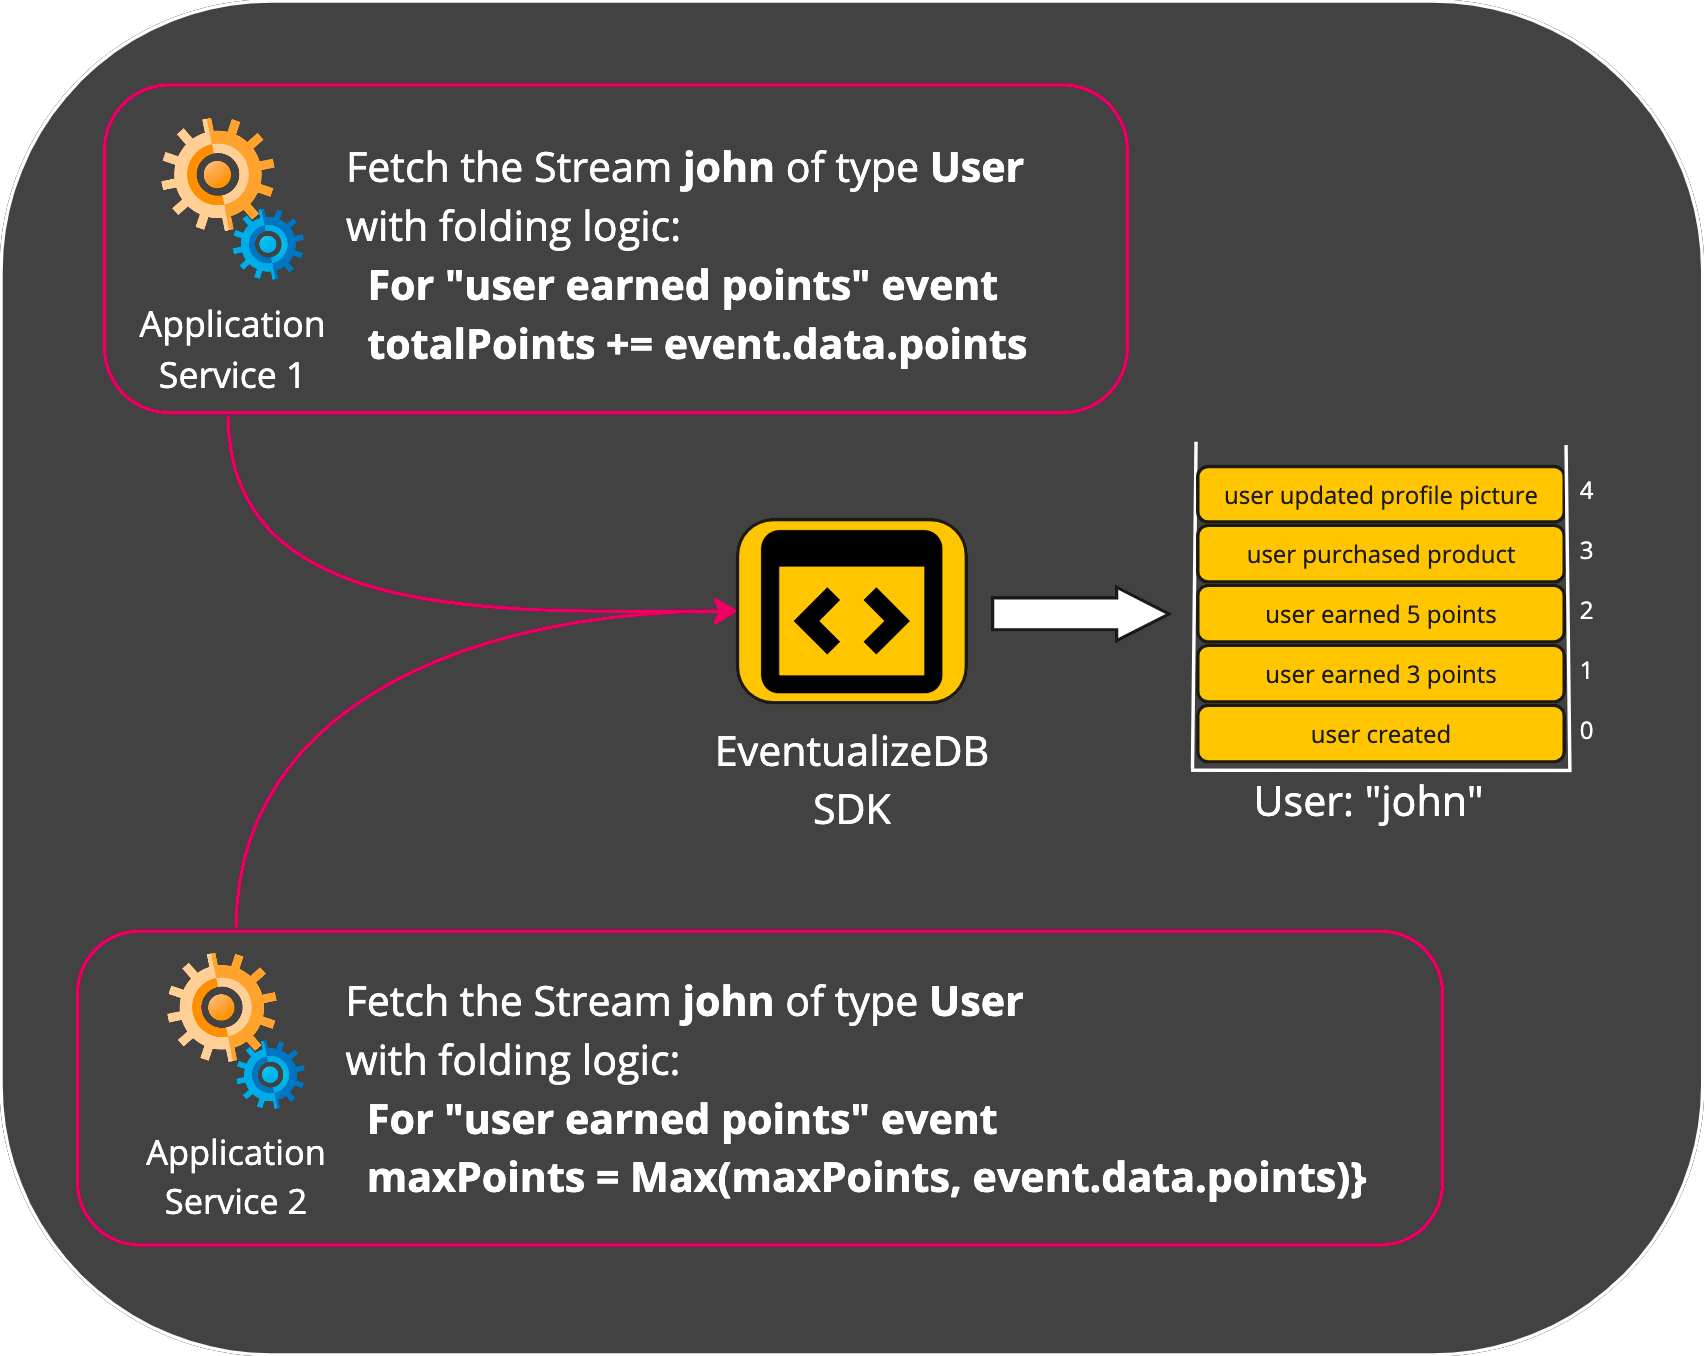 Fetch the Stream john of type User
with folding logic:
For "user earned points" event
totalPoints += event.data.points
Application
Service 1
user updated profile picture 4
user purchased product 3
user earned 5 points 2
user earned 3 points 1
user created 0
User: "john"
EventualizeDB
SDK
Fetch the Stream john of type User
with folding logic:
For "user earned points" event
maxPoints = Max(maxPoints, event.data.points)}
Application
Service 2